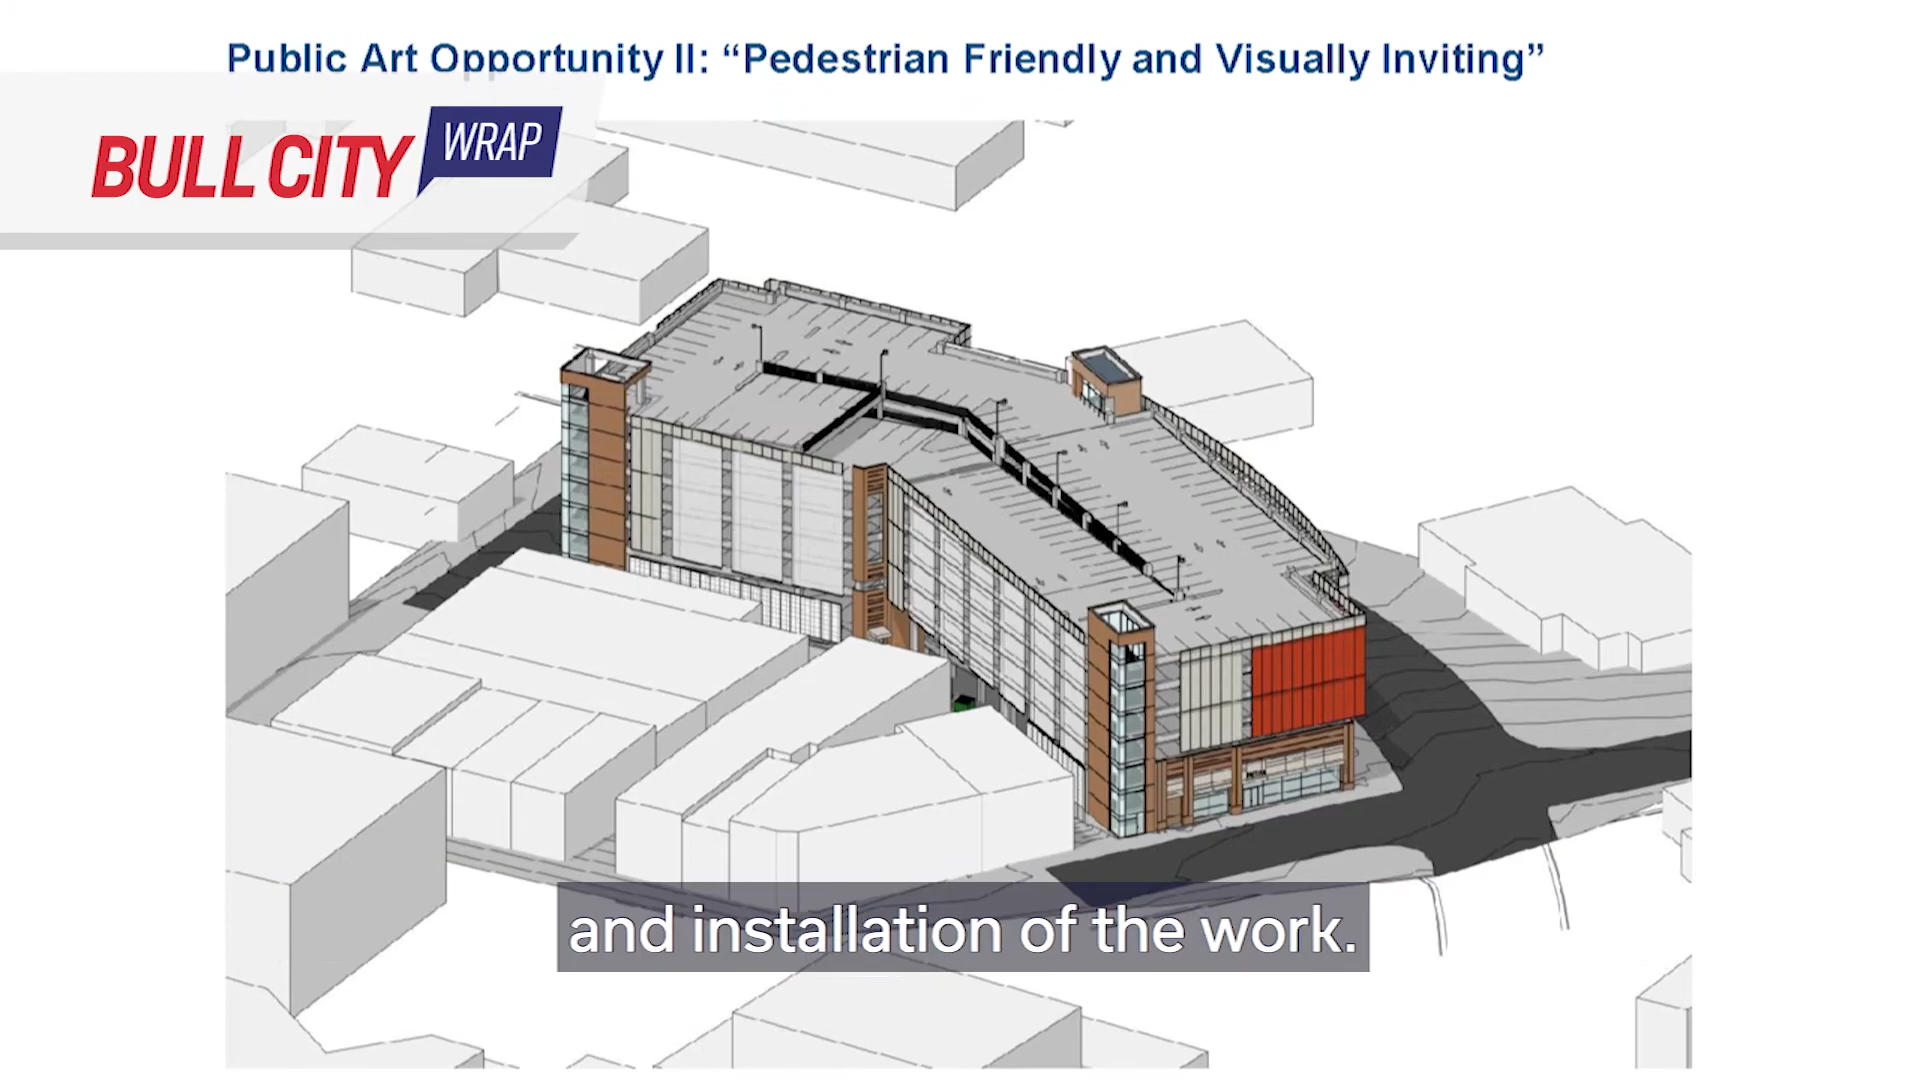 Public Art Opportunity II: “Pedestrian Friendly and Visually Inviting”
BULL CITY WRAP
and installation of the work.